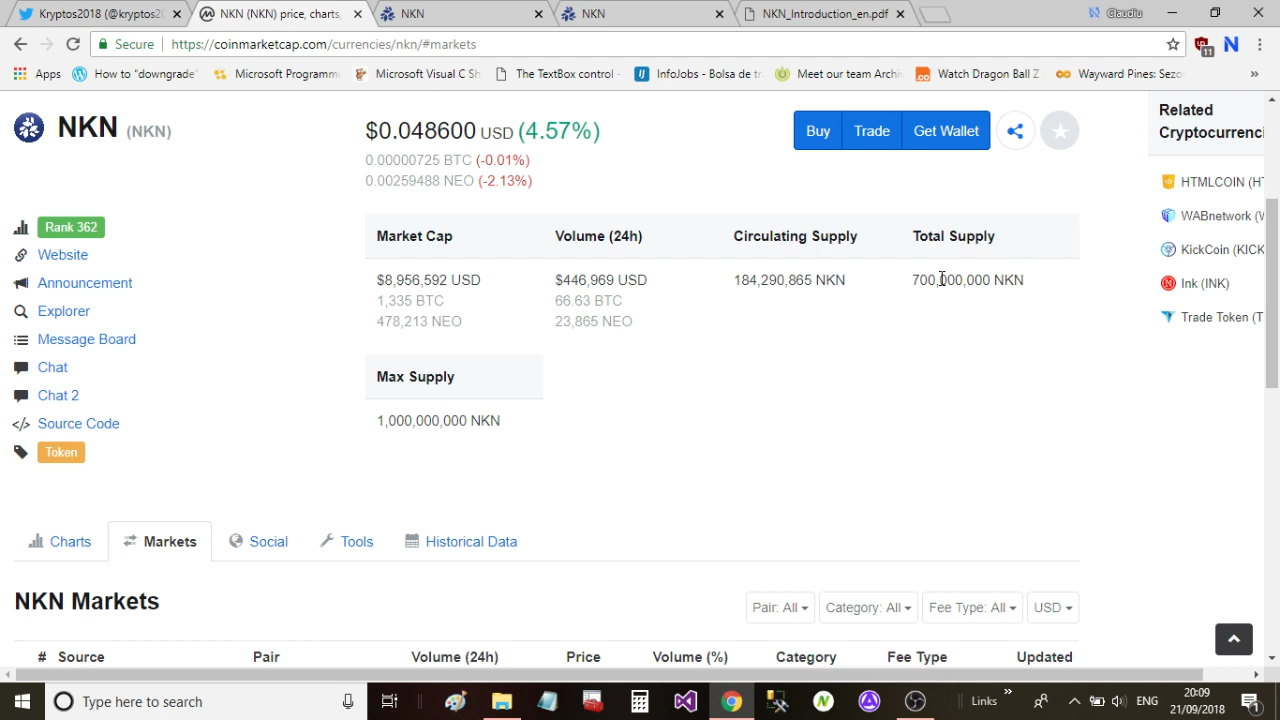 Kryptos2018 (@kryptos2
NKN (NKN) price, charts,
NKN
NKN
NKN_Introduction_en.pdf
Claudiu
Secure
https://coinmarketcap.com/currencies/nkn/#markets
11
Apps
How to "downgrade"
Microsoft Programm
Microsoft Visual C Sh
The TextBox control -
InfoJobs - Bolsa de tr
Meet our team Archi
Watch Dragon Ball Z
Wayward Pines: Sezo
»
NKN (NKN)
$0.048600 USD (4.57%)
0.00000725 BTC (-0.01%)
0.00259488 NEO (-2.13%)
Buy
Trade
Get Wallet
Related
Cryptocurrenci
HTMLCOIN (HT
WABnetwork (W
KickCoin (KICK
Ink (INK)
Trade Token (T
Rank 362
Website
Announcement
Explorer
Message Board
Chat
Chat 2
Source Code
Token
Market Cap
Volume (24h)
Circulating Supply
Total Supply
$8,956,592 USD
$446,969 USD
184,290,865 NKN
700,000,000 NKN
1,335 BTC
66.63 BTC
478,213 NEO
23,865 NEO
Max Supply
1,000,000,000 NKN
Charts
Markets
Social
Tools
Historical Data
NKN Markets
Pair: All
Category: All
Fee Type: All
USD
# Source Pair Volume (24h) Price Volume (%) Category Fee Type Updated
Type here to search
Links
»
ENG
20:09
21/09/2018
1